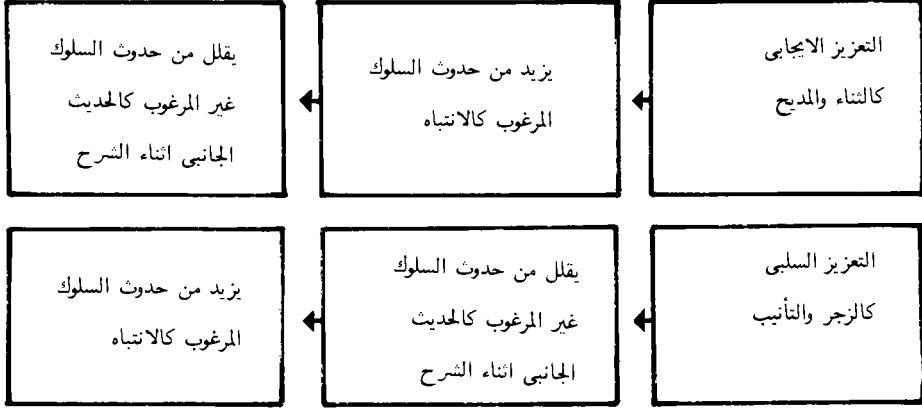 التعزيز الايجابى
كالثناء والمديح
يزيد من حدوث السلوك
المرغوب كالانتباه
يقلل من حدوث السلوك
غير المرغوب كالحديث
الجانبى اثناء الشرح
التعزيز السلبى
كالزجر والتأنيب
يقلل من حدوث السلوك
غير المرغوب كالحديث
الجانبى اثناء الشرح
يزيد من حدوث السلوك
المرغوب كالانتباه